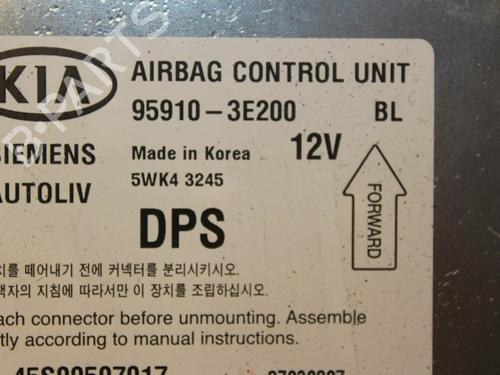 KIA
AIRBAG CONTROL UNIT
95910-3E200 BL
SIEMENS
Made in Korea 12V
AUTOLIV
5WK4 3245
DPS
FORWARD
치를 떼어내기 전에 커넥터를 분리시키시오.
책자의 지침에 따라서만 이 장치를 조립하십시오.
ach connector before unmounting. Assemble
tly according to manual instructions.